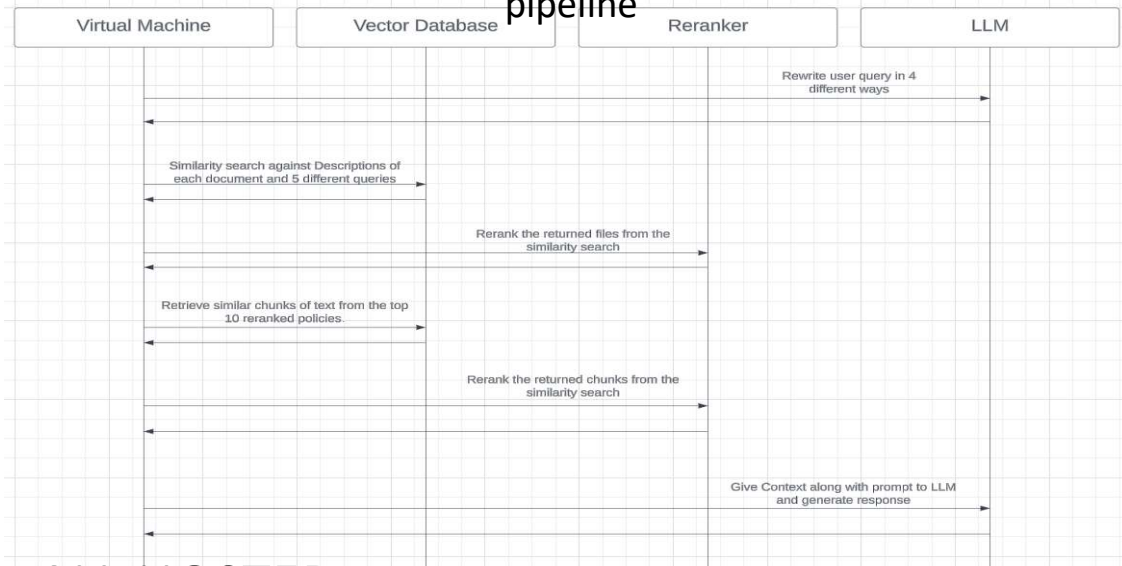 pipeline
Virtual Machine
Vector Database
Reranker
LLM
Rewrite user query in 4
different ways
Similarity search against Descriptions of
each document and 5 different queries
Rerank the returned files from the
similarity search
Retrieve similar chunks of text from the top
10 reranked policies.
Rerank the returned chunks from the
similarity search
Give Context along with prompt to LLM
and generate response